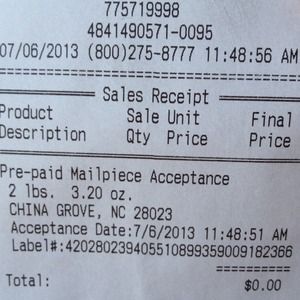 775719998
4841490571-0095
07/06/2013 (800)275-8777 11:48:56 AM
Sales Receipt
Product Sale Unit Final
Description Qty Price Price
Pre-paid Mailpiece Acceptance
2 lbs. 3.20 oz.
CHINA GROVE, NC 28023
Acceptance Date:7/6/2013 11:48:51 AM
Label#:420280239405510899359009182366
==========
Total: $0.00